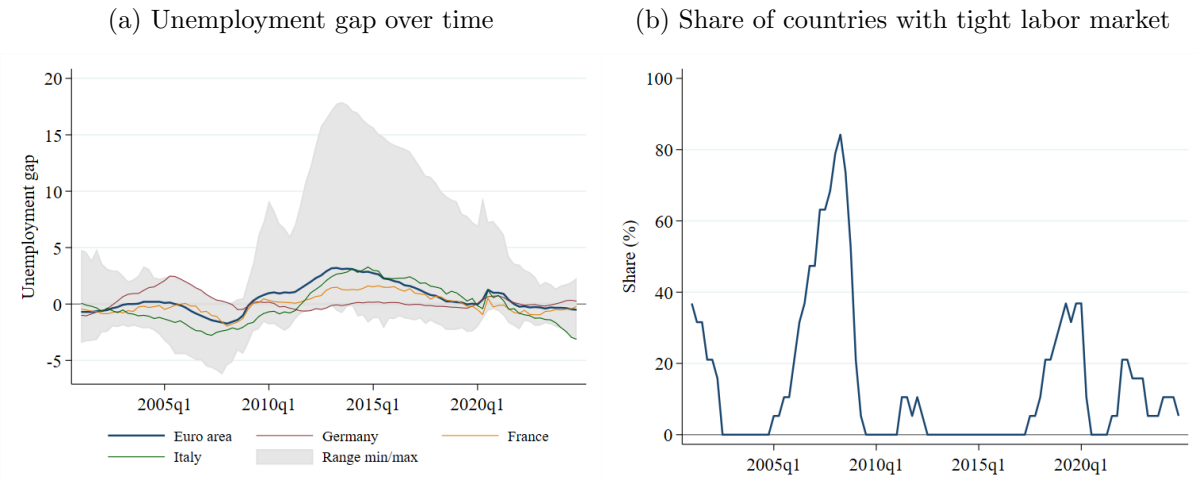 (a) Unemployment gap over time
Unemployment gap
20
15
10
5
0
-5
2005q1 2010q1 2015q1 2020q1
Euro area Germany France
Italy Range min/max
(b) Share of countries with tight labor market
Share (%)
100
80
60
40
20
0
2005q1 2010q1 2015q1 2020q1